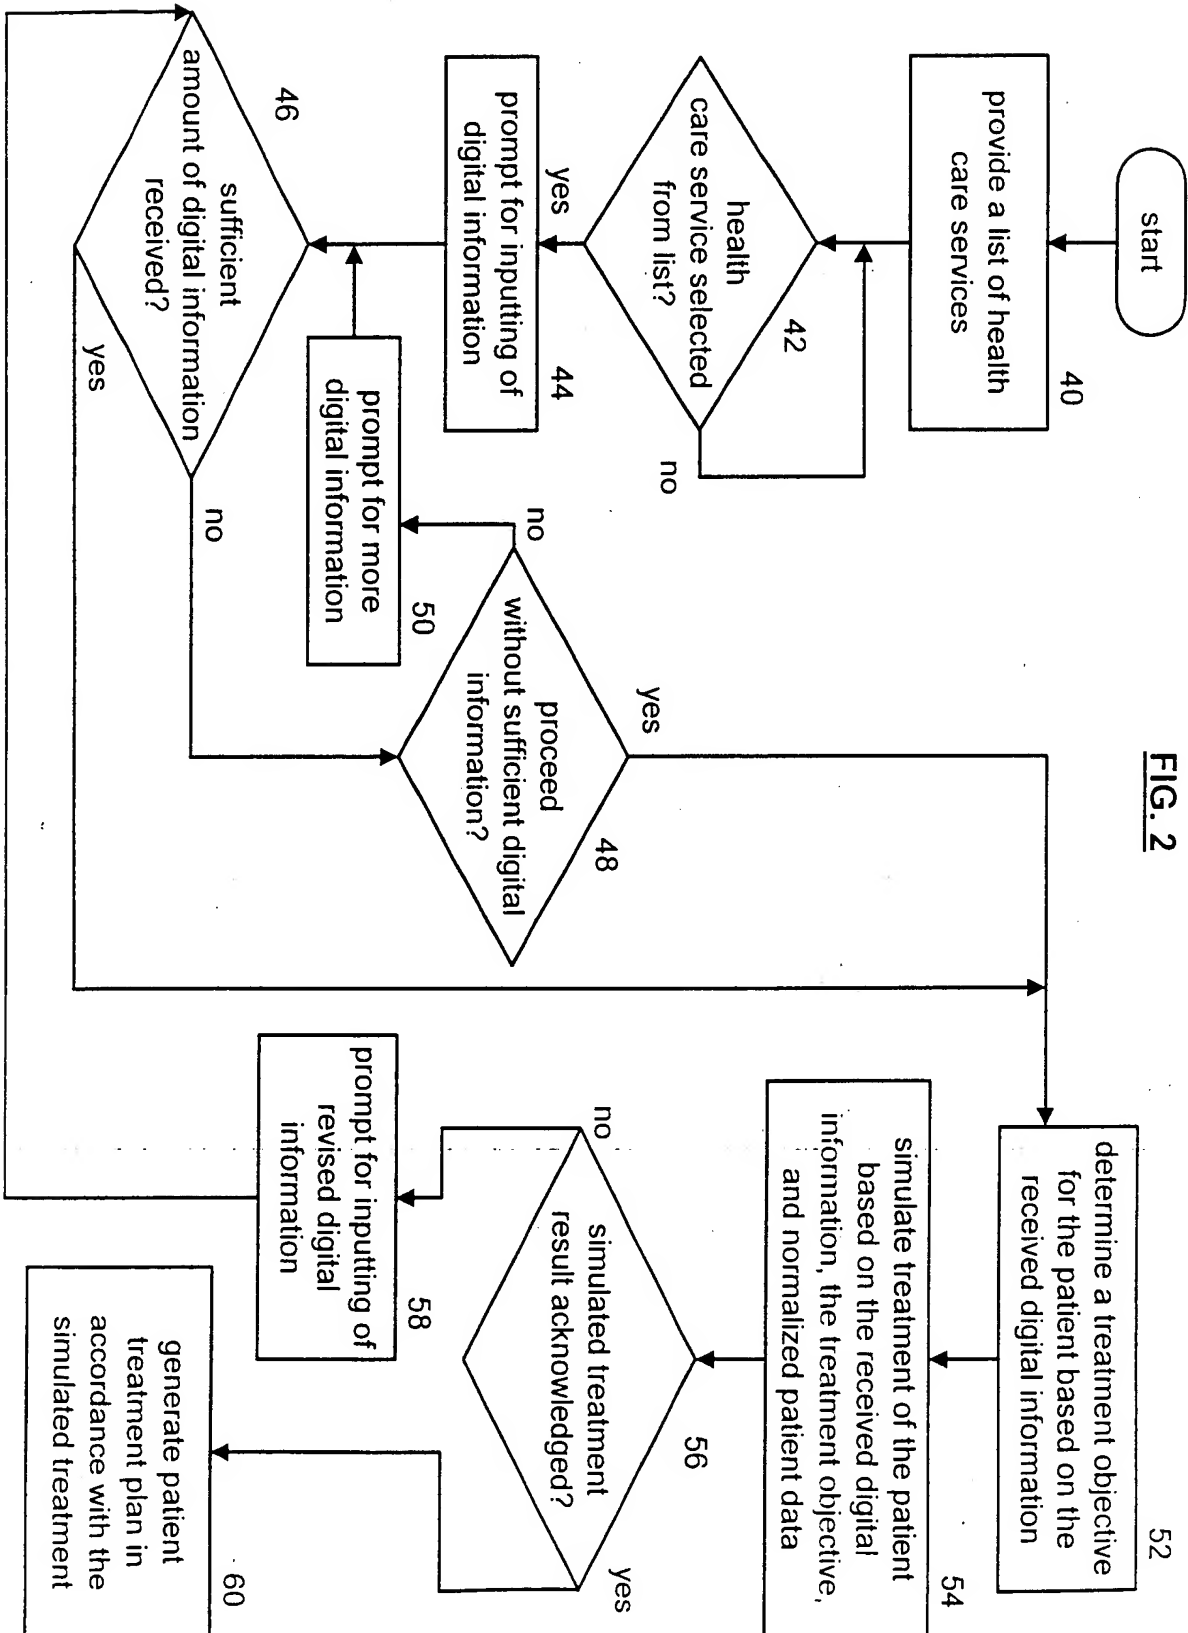 FIG. 2
start
provide a list of health
care services
40
health
care service selected
from list?
42
no
yes
prompt for inputting of
digital information
44
sufficient
amount of digital information
received?
46
no
yes
proceed
without sufficient digital
information?
48
yes
no
prompt for more
digital information
50
determine a treatment objective
for the patient based on the
received digital information
52
simulate treatment of the patient
based on the received digital
information, the treatment objective,
and normalized patient data
54
simulated treatment
result acknowledged?
56
no
yes
prompt for inputting of
revised digital
information
58
generate patient
treatment plan in
accordance with the
simulated treatment
60